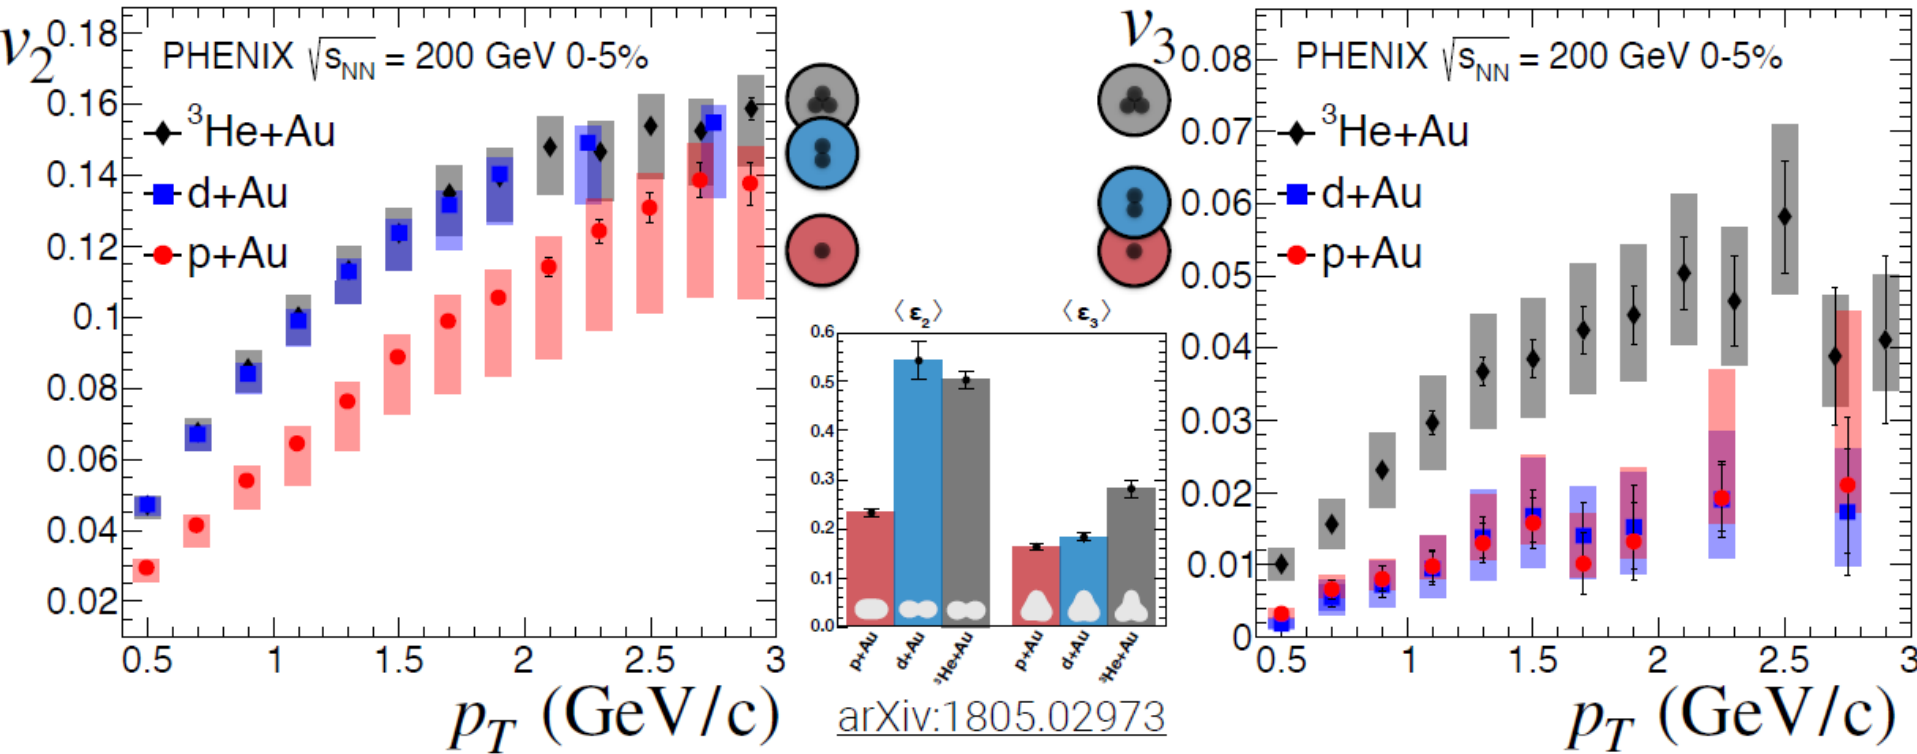 v2
0.18
0.16
0.14
0.12
0.1
0.08
0.06
0.04
0.02
PHENIX √sNN = 200 GeV 0-5%
3He+Au
d+Au
p+Au
0.5 1 1.5 2 2.5 3
pT (GeV/c)
⟨ε2⟩ ⟨ε3⟩
0.6
0.5
0.4
0.3
0.2
0.1
0.0
p+Au d+Au 3He+Au p+Au d+Au 3He+Au
arXiv:1805.02973
v3
0.08
0.07
0.06
0.05
0.04
0.03
0.02
0.01
0
PHENIX √sNN = 200 GeV 0-5%
3He+Au
d+Au
p+Au
0.5 1 1.5 2 2.5 3
pT (GeV/c)